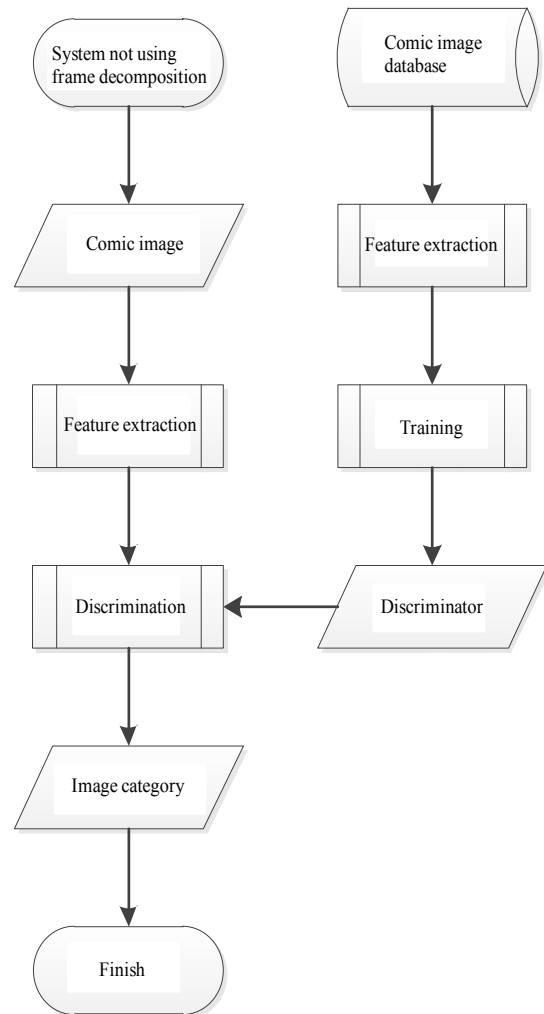 System not using
frame decomposition
Comic image
Feature extraction
Discrimination
Image category
Finish
Comic image
database
Feature extraction
Training
Discriminator